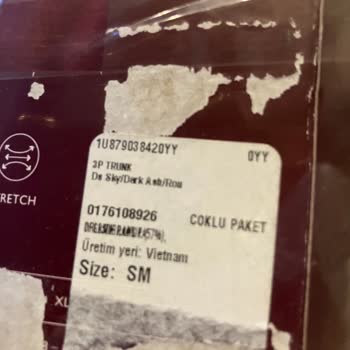 1U879038420YY 0YY
3P TRUNK
Ds Sky/Dark Ash/Rou
0176108926 COKLU PAKET
Üretim yeri: Vietnam
Size: SM
RETCH
XL